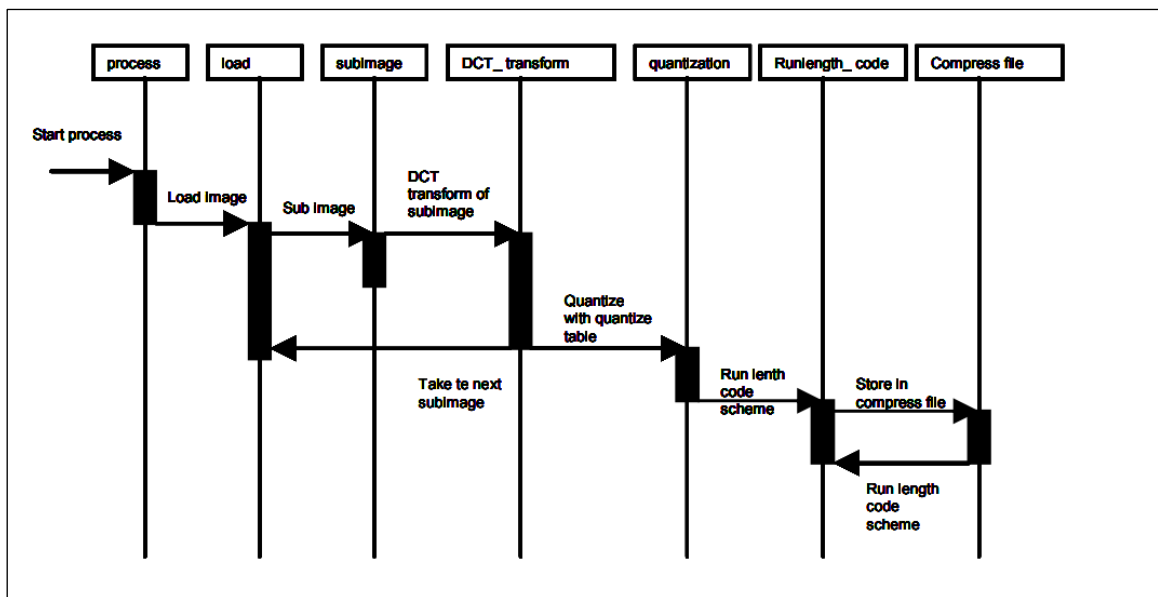 process
load
subimage
DCT_ transform
quantization
Runlength_ code
Compress file
Start process
Load image
Sub image
DCT
transform of
subimage
Quantize
with quantize
table
Take te next
subimage
Run lenth
code
scheme
Store in
compress file
Run length
code
scheme